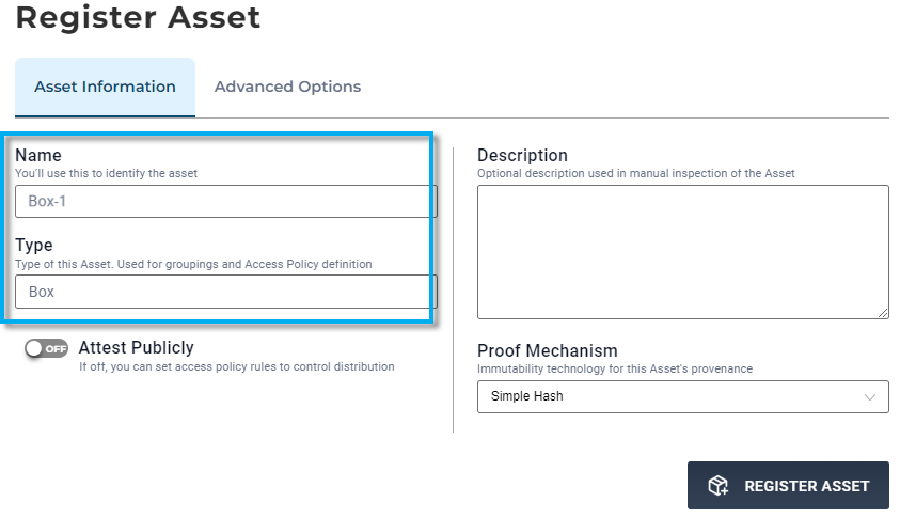 Register Asset
Asset Information
Advanced Options
Name
You'll use this to identify the asset
Box-1
Type
Type of this Asset. Used for groupings and Access Policy definition
Box
OFF
Attest Publicly
If off, you can set access policy rules to control distribution
Description
Optional description used in manual inspection of the Asset
Proof Mechanism
Immutability technology for this Asset's provenance
Simple Hash
REGISTER ASSET